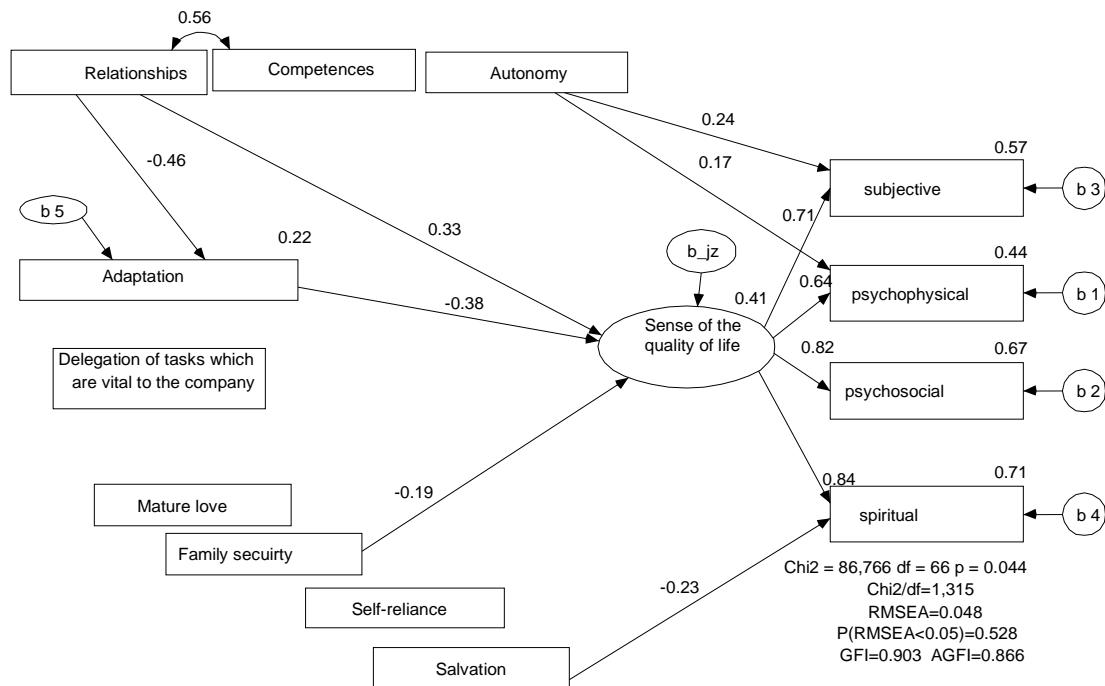 0.56
Relationships
Competences
Autonomy
0.24
0.57
-0.46
0.17
subjective
b 3
b 5
0.71
0.22
0.33
b_jz
0.44
Adaptation
-0.38
0.41
0.64
psychophysical
b 1
Sense of the
quality of life
Delegation of tasks which
are vital to the company
0.82
0.67
psychosocial
b 2
-0.19
0.84
0.71
Mature love
spiritual
b 4
Family secuirty
-0.23
Chi2 = 86,766 df = 66 p = 0.044
Chi2/df=1,315
Self-reliance
RMSEA=0.048
P(RMSEA<0.05)=0.528
GFI=0.903 AGFI=0.866
Salvation